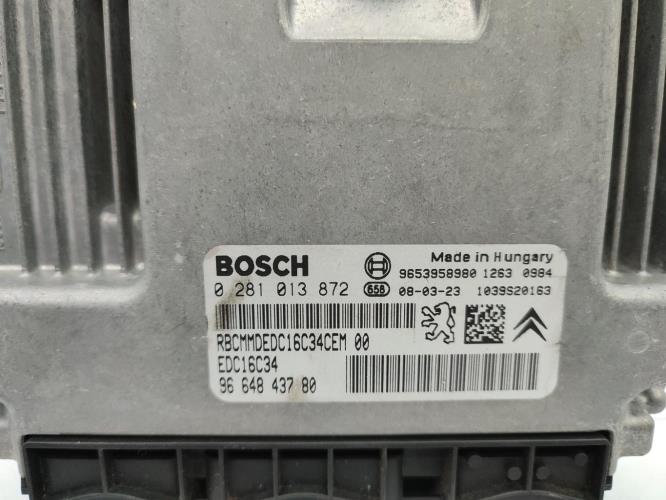 BOSCH
Made in Hungary
9653958980 1263 0984
0 281 013 872 658 08-03-23 1039S20163
RBCMMDEDC16C34CEM 00
EDC16C34
96 648 437 80